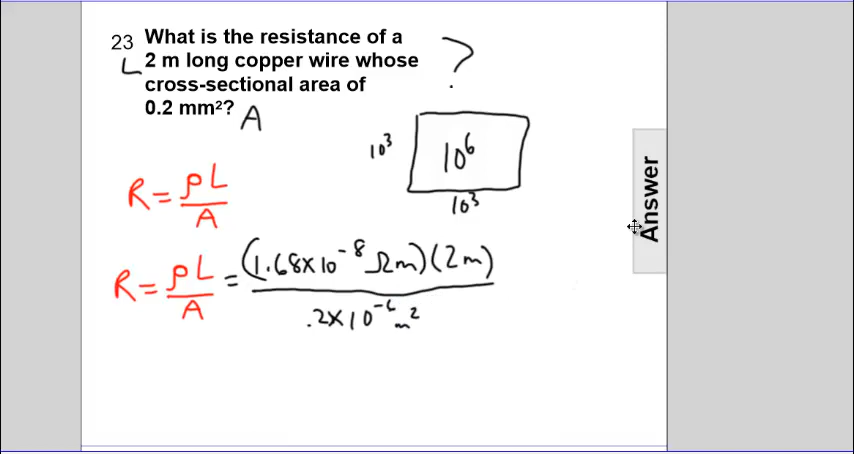 23 What is the resistance of a
L 2 m long copper wire whose
cross-sectional area of
0.2 mm²? A
?
10³
10⁶
10³
R = ρL/A
R = ρL/A = (1.68x10⁻⁸ Ωm)(2m)/.2x10⁻⁶ m²
Answer